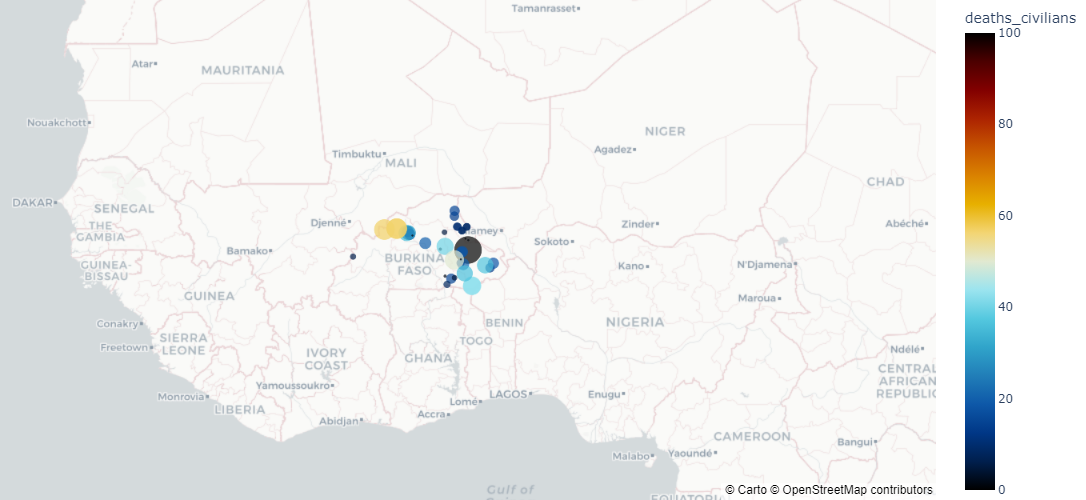 deaths_civilians
100
80
60
40
20
0
Tamanrasset
Atar
MAURITANIA
Nouakchott
NIGER
Timbuktu
MALI
Agadez
CHAD
DAKAR
SENEGAL
THE
GAMBIA
Djenné
Zinder
Abéché
Bamako
Sokoto
GUINEA-
BISSAU
BURKINA
FASO
Kano
N'Djamena
GUINEA
Maroua
Conakry
BENIN
NIGERIA
SIERRA
LEONE
Freetown
TOGO
IVORY
COAST
GHANA
Ndélé
CENTRAL
AFRICAN
REPUBLIC
Yamoussoukro
Monrovia
LIBERIA
LAGOS
Enugu
Lomé
Accra
Abidjan
CAMEROON
Bangui
Malabo
Yaoundé
Gulf of
© Carto © OpenStreetMap contributors